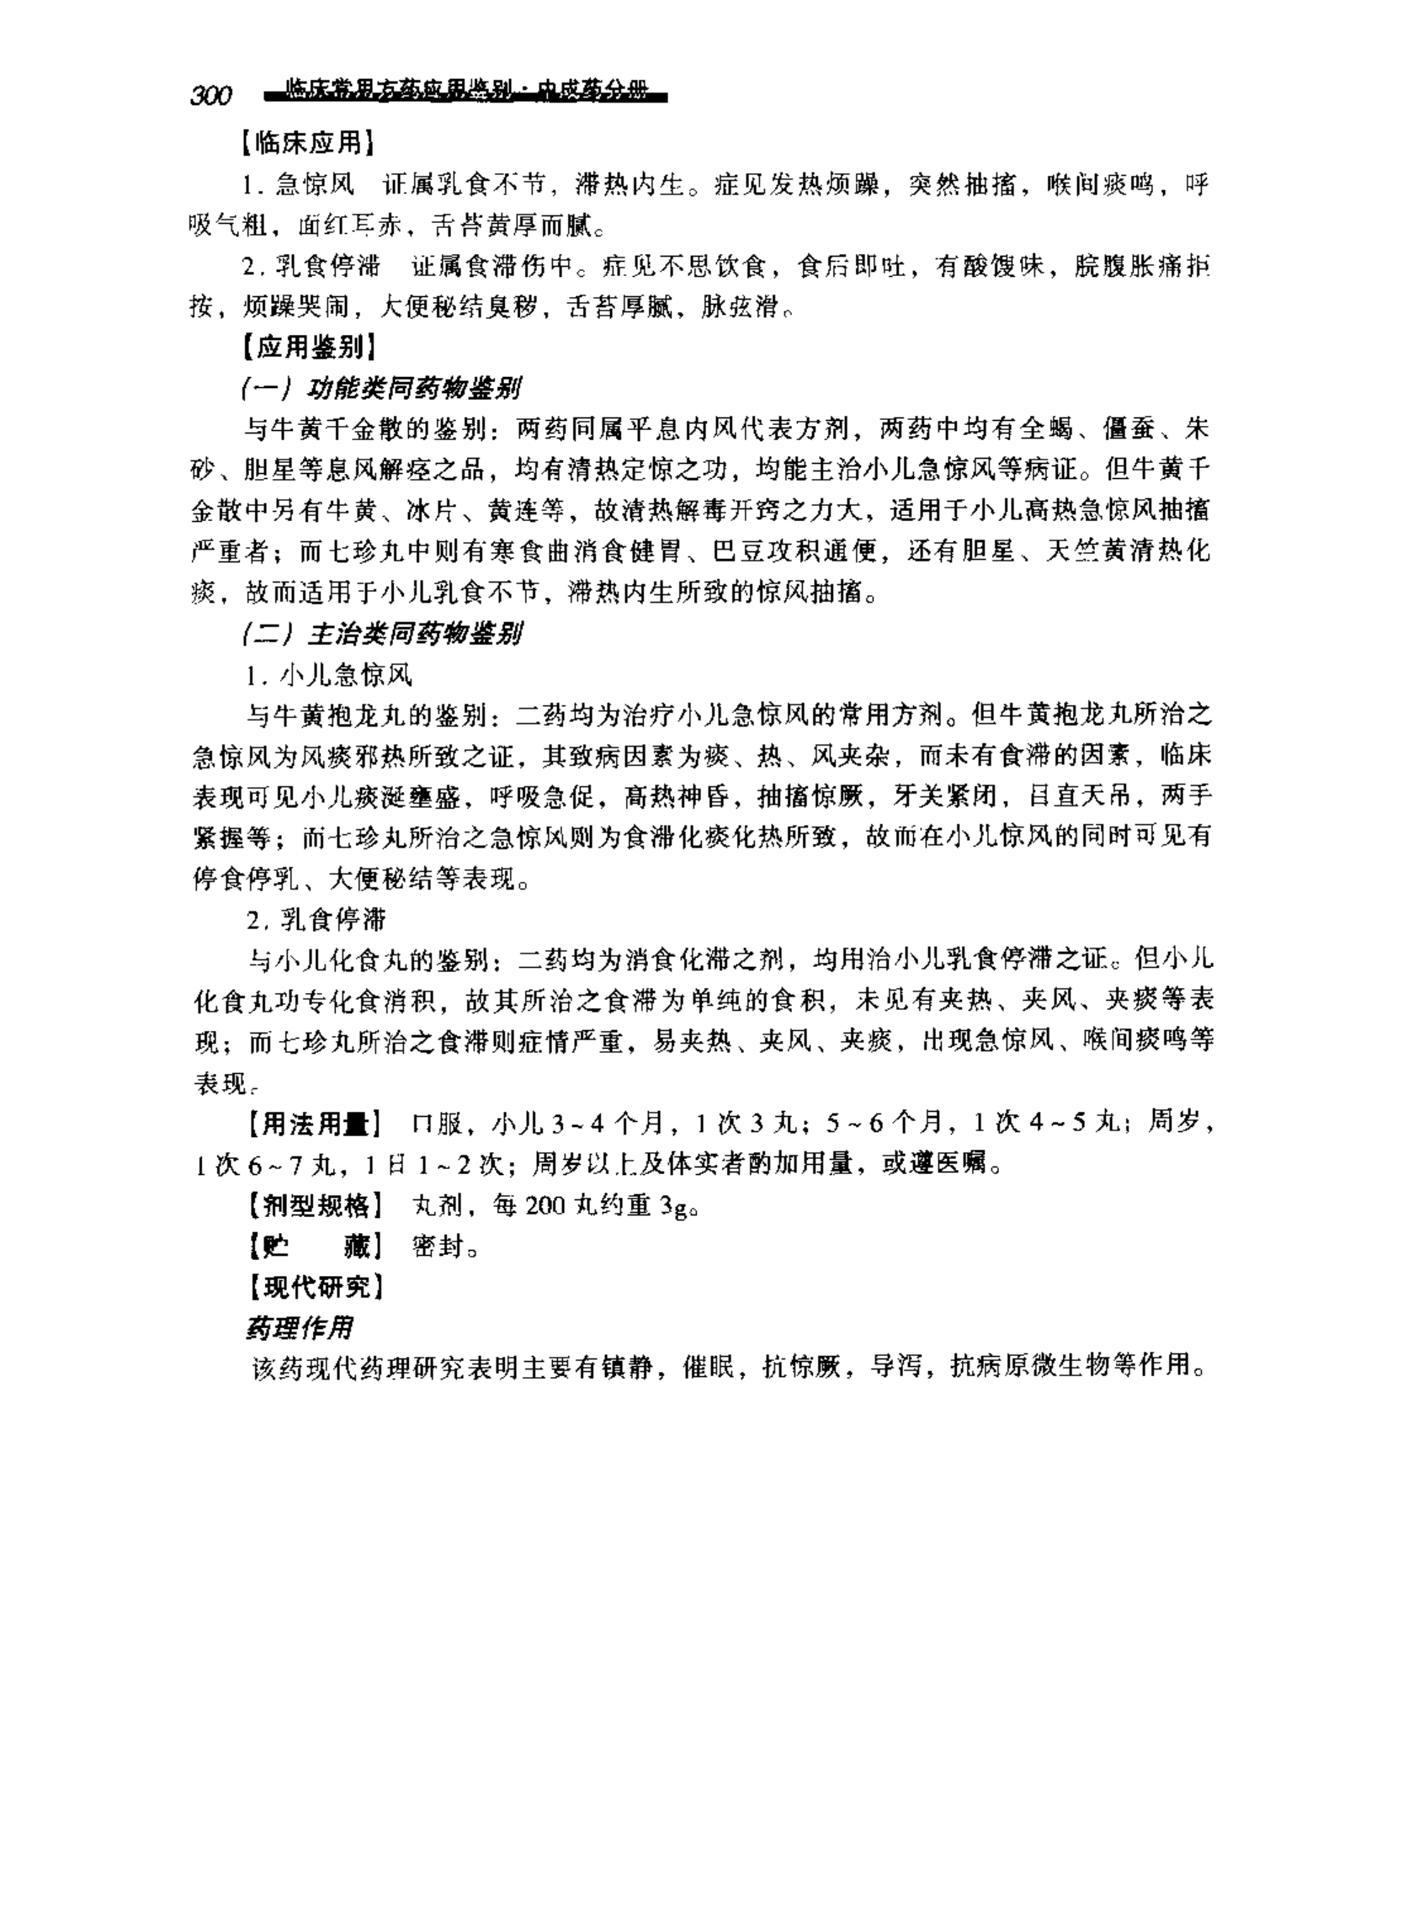 300 临床常用方药应用鉴别·中成药分册
【临床应用】
1. 急惊风　证属乳食不节，滞热内生。症见发热烦躁，突然抽搐，喉间痰鸣，呼
吸气粗，面红耳赤，舌苔黄厚而腻。
2. 乳食停滞　证属食滞伤中。症见不思饮食，食后即吐，有酸馊味，脘腹胀痛拒
按，烦躁哭闹，大便秘结臭秽，舌苔厚腻，脉弦滑。
【应用鉴别】
（一）功能类同药物鉴别
与牛黄千金散的鉴别：两药同属平息内风代表方剂，两药中均有全蝎、僵蚕、朱
砂、胆星等息风解痉之品，均有清热定惊之功，均能主治小儿急惊风等病证。但牛黄千
金散中另有牛黄、冰片、黄连等，故清热解毒开窍之力大，适用于小儿高热急惊风抽搐
严重者；而七珍丸中则有寒食曲消食健胃、巴豆攻积通便，还有胆星、天竺黄清热化
痰，故而适用于小儿乳食不节，滞热内生所致的惊风抽搐。
（二）主治类同药物鉴别
1. 小儿急惊风
与牛黄抱龙丸的鉴别：二药均为治疗小儿急惊风的常用方剂。但牛黄抱龙丸所治之
急惊风为风痰邪热所致之证，其致病因素为痰、热、风夹杂，而未有食滞的因素，临床
表现可见小儿痰涎壅盛，呼吸急促，高热神昏，抽搐惊厥，牙关紧闭，目直天吊，两手
紧握等；而七珍丸所治之急惊风则为食滞化痰化热所致，故而在小儿惊风的同时可见有
停食停乳、大便秘结等表现。
2. 乳食停滞
与小儿化食丸的鉴别：二药均为消食化滞之剂，均用治小儿乳食停滞之证。但小儿
化食丸功专化食消积，故其所治之食滞为单纯的食积，未见有夹热、夹风、夹痰等表
现；而七珍丸所治之食滞则症情严重，易夹热、夹风、夹痰，出现急惊风、喉间痰鸣等
表现。
【用法用量】　口服，小儿 3~4 个月，1 次 3 丸；5~6 个月，1 次 4~5 丸；周岁，
1 次 6~7 丸，1 日 1~2 次；周岁以上及体实者酌加用量，或遵医嘱。
【剂型规格】　丸剂，每 200 丸约重 3g。
【贮　　藏】　密封。
【现代研究】
药理作用
该药现代药理研究表明主要有镇静，催眠，抗惊厥，导泻，抗病原微生物等作用。